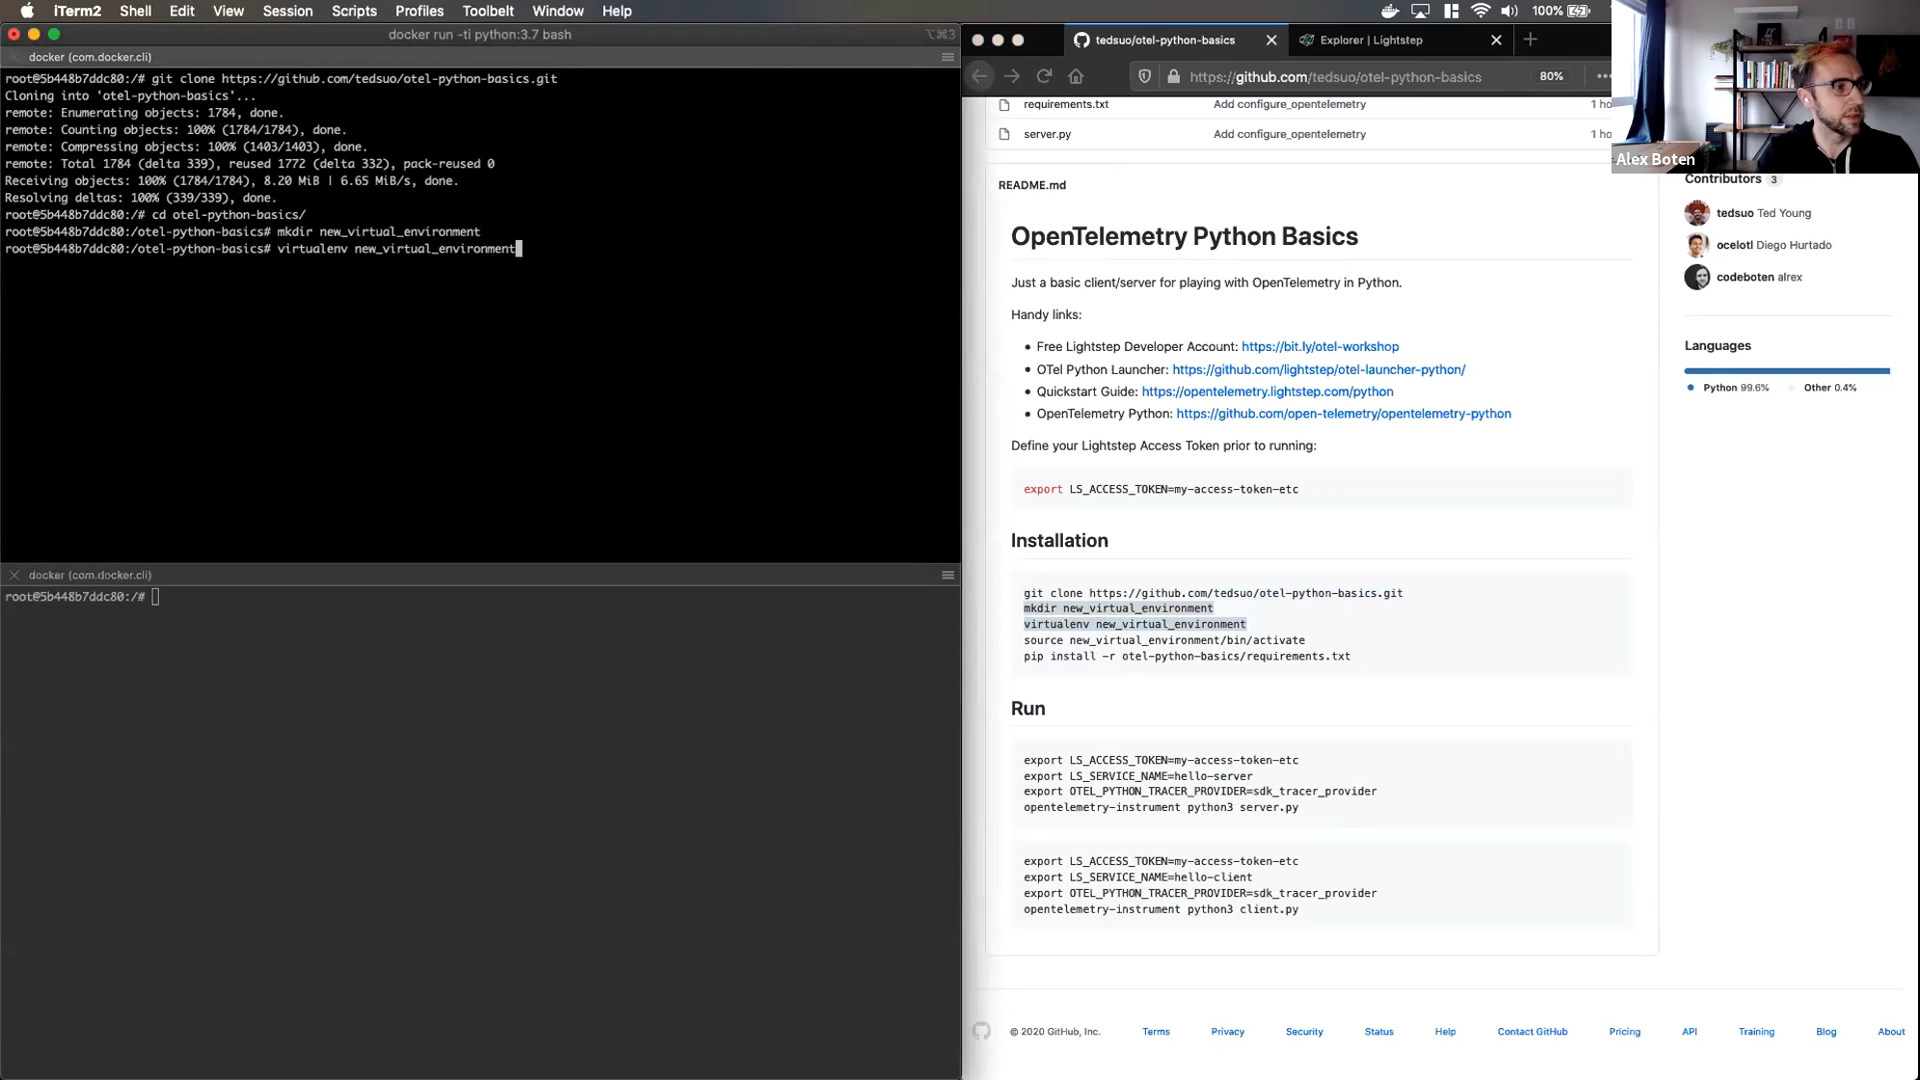 iTerm2 Shell Edit View Session Scripts Profiles Toolbelt Window Help
100%
docker run -ti python:3.7 bash
⌥⌘3
docker (com.docker.cli)
root@5b448b7ddc80:/# git clone https://github.com/tedsuo/otel-python-basics.git
Cloning into 'otel-python-basics'...
remote: Enumerating objects: 1784, done.
remote: Counting objects: 100% (1784/1784), done.
remote: Compressing objects: 100% (1403/1403), done.
remote: Total 1784 (delta 339), reused 1772 (delta 332), pack-reused 0
Receiving objects: 100% (1784/1784), 8.20 MiB | 6.65 MiB/s, done.
Resolving deltas: 100% (339/339), done.
root@5b448b7ddc80:/# cd otel-python-basics/
root@5b448b7ddc80:/otel-python-basics# mkdir new_virtual_environment
root@5b448b7ddc80:/otel-python-basics# virtualenv new_virtual_environment
docker (com.docker.cli)
root@5b448b7ddc80:/#
tedsuo/otel-python-basics
Explorer | Lightstep
https://github.com/tedsuo/otel-python-basics
80%
requirements.txt Add configure_opentelemetry 1 ho
server.py Add configure_opentelemetry 1 ho
README.md
OpenTelemetry Python Basics
Just a basic client/server for playing with OpenTelemetry in Python.
Handy links:
• Free Lightstep Developer Account: https://bit.ly/otel-workshop
• OTel Python Launcher: https://github.com/lightstep/otel-launcher-python/
• Quickstart Guide: https://opentelemetry.lightstep.com/python
• OpenTelemetry Python: https://github.com/open-telemetry/opentelemetry-python
Define your Lightstep Access Token prior to running:
export LS_ACCESS_TOKEN=my-access-token-etc
Installation
git clone https://github.com/tedsuo/otel-python-basics.git
mkdir new_virtual_environment
virtualenv new_virtual_environment
source new_virtual_environment/bin/activate
pip install -r otel-python-basics/requirements.txt
Run
export LS_ACCESS_TOKEN=my-access-token-etc
export LS_SERVICE_NAME=hello-server
export OTEL_PYTHON_TRACER_PROVIDER=sdk_tracer_provider
opentelemetry-instrument python3 server.py
export LS_ACCESS_TOKEN=my-access-token-etc
export LS_SERVICE_NAME=hello-client
export OTEL_PYTHON_TRACER_PROVIDER=sdk_tracer_provider
opentelemetry-instrument python3 client.py
Alex Boten
Contributors 3
tedsuo Ted Young
ocelotl Diego Hurtado
codeboten alrex
Languages
Python 99.6% Other 0.4%
© 2020 GitHub, Inc. Terms Privacy Security Status Help Contact GitHub Pricing API Training Blog About